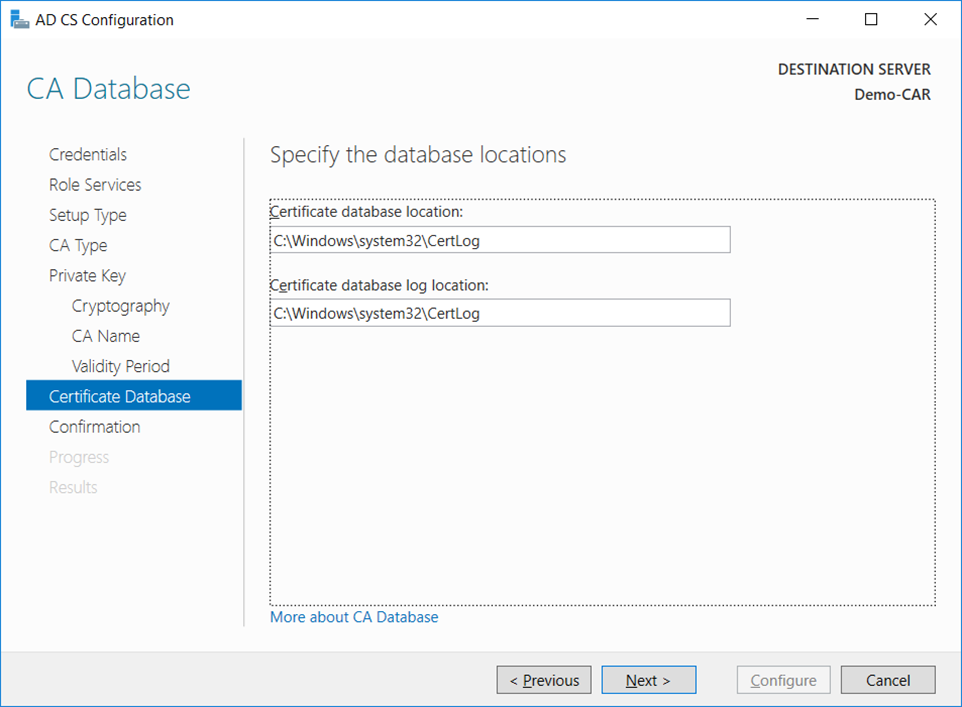 AD CS Configuration
CA Database
DESTINATION SERVER
Demo-CAR
Credentials
Role Services
Setup Type
CA Type
Private Key
Cryptography
CA Name
Validity Period
Certificate Database
Confirmation
Progress
Results
Specify the database locations
Certificate database location:
C:\Windows\system32\CertLog
Certificate database log location:
C:\Windows\system32\CertLog
More about CA Database
< Previous
Next >
Configure
Cancel